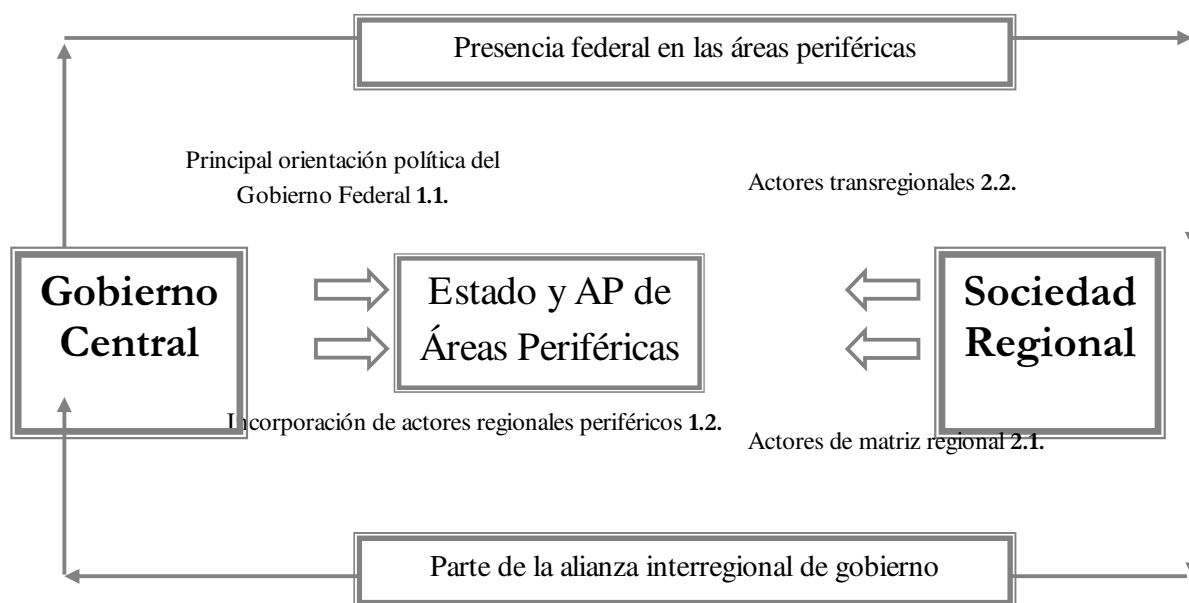 Presencia federal en las áreas periféricas
Principal orientación política del
Gobierno Federal 1.1.
Actores transregionales 2.2.
Gobierno
Central
Estado y AP de
Áreas Periféricas
Sociedad
Regional
Incorporación de actores regionales periféricos 1.2.
Actores de matriz regional 2.1.
Parte de la alianza interregional de gobierno